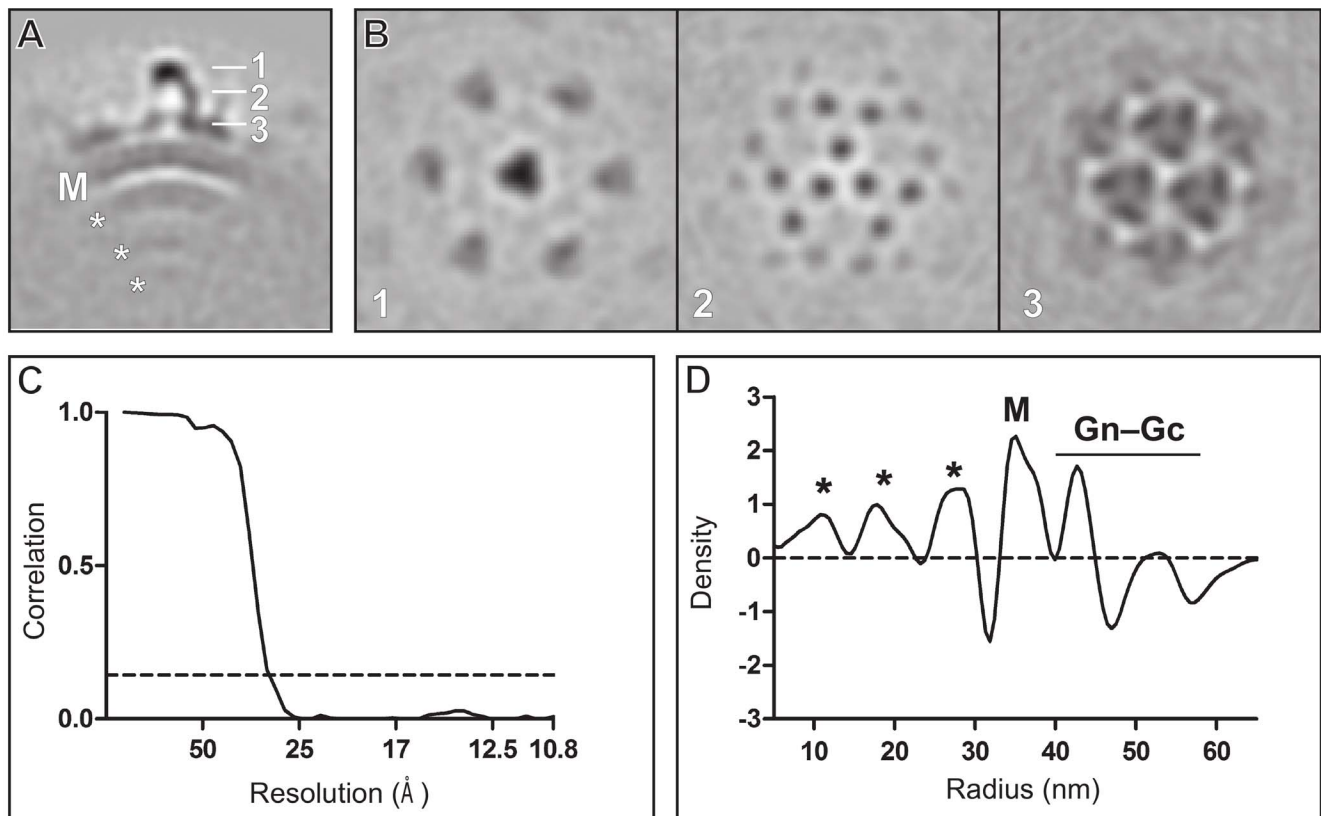 A
1
2
3
M
*
*
*
B
1
2
3
C
1.0
0.5
0.0
50 25 17 12.5 10.8
Correlation
Resolution (Å)
D
3
2
1
0
-1
-2
-3
10 20 30 40 50 60
Density
Radius (nm)
* * * M Gn–Gc